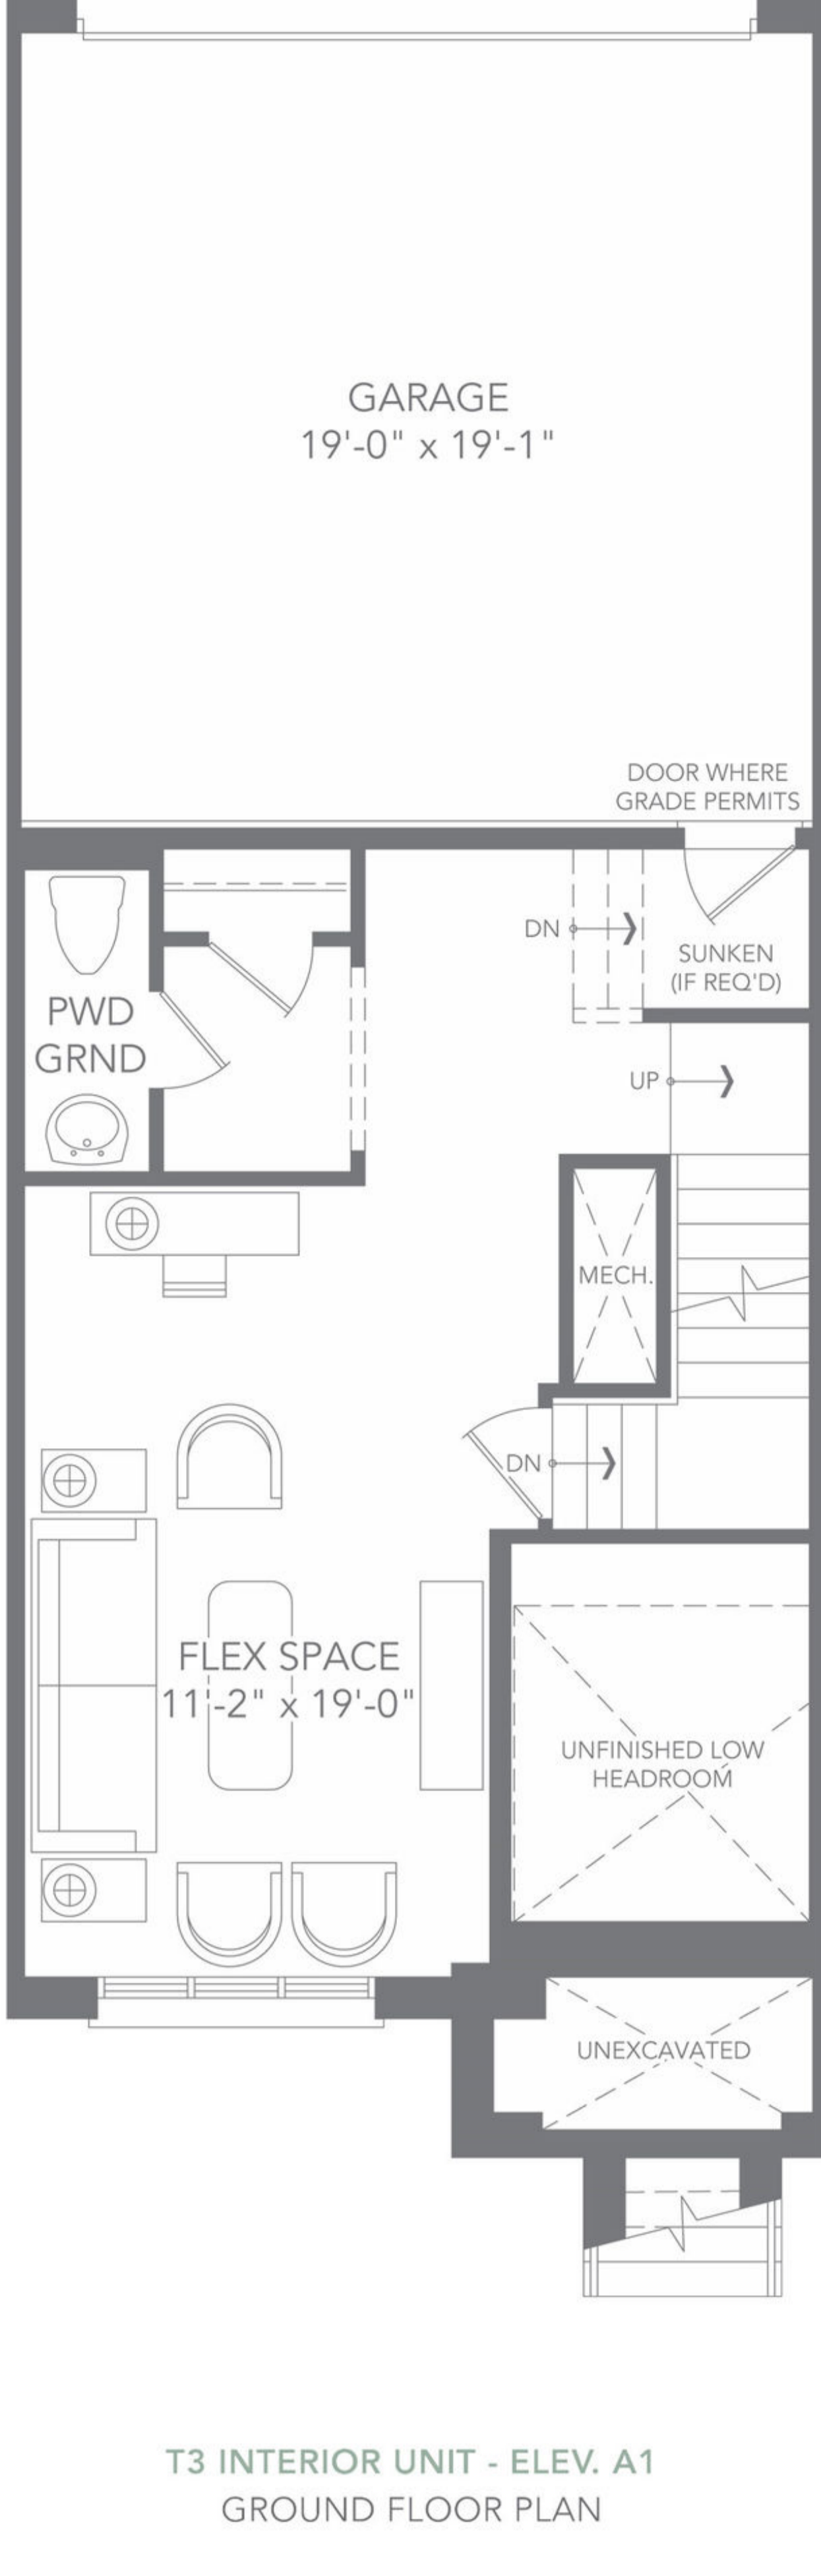 GARAGE
19'-0" x 19'-1"
DOOR WHERE
GRADE PERMITS
DN
SUNKEN
(IF REQ'D)
PWD
GRND
UP
MECH.
DN
FLEX SPACE
11'-2" x 19'-0"
UNFINISHED LOW
HEADROOM
UNEXCAVATED
T3 INTERIOR UNIT - ELEV. A1
GROUND FLOOR PLAN